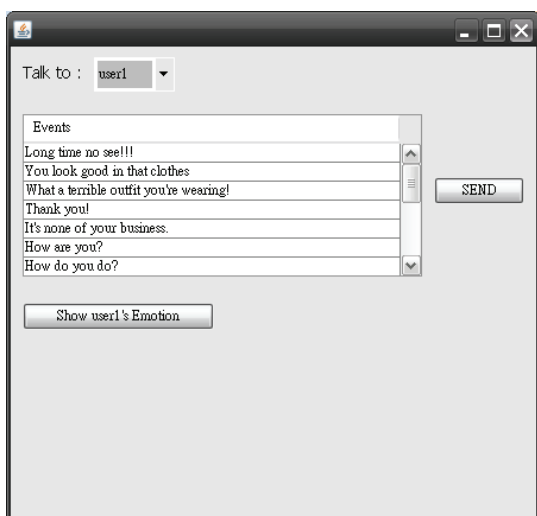 Talk to :  user1
Events
Long time no see!!!
You look good in that clothes
What a terrible outfit you're wearing!
Thank you!
It's none of your business.
How are you?
How do you do?
SEND
Show user1's Emotion